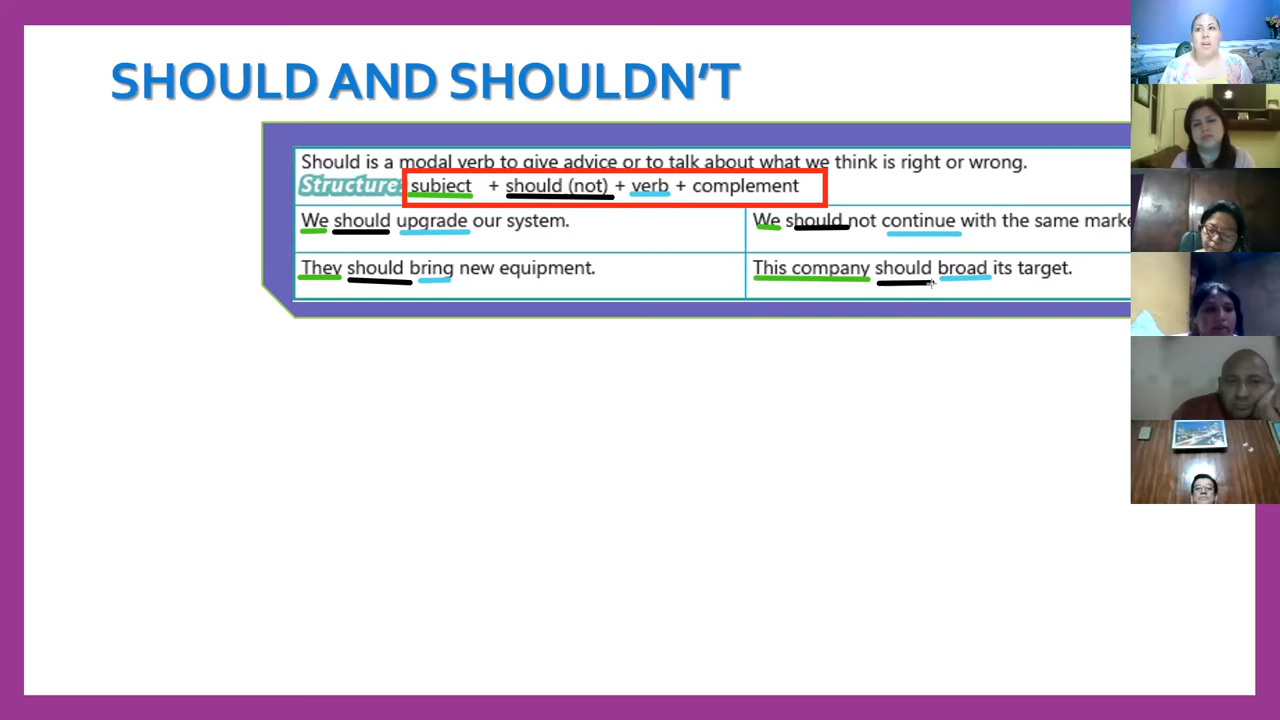 SHOULD AND SHOULDN'T
Should is a modal verb to give advice or to talk about what we think is right or wrong.
Structure: subject + should (not) + verb + complement
We should upgrade our system.
We should not continue with the same marke
They should bring new equipment.
This company should broad its target.